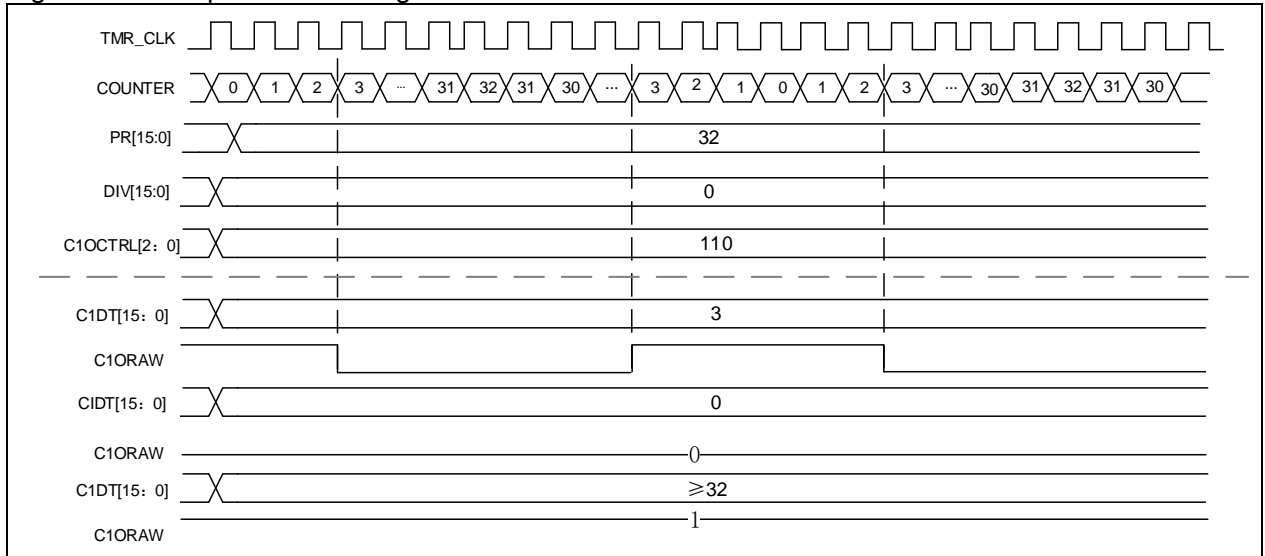 TMR_CLK
COUNTER 0 1 2 3 ... 31 32 31 30 ... 3 2 1 0 1 2 3 ... 30 31 32 31 30
PR[15:0] 32
DIV[15:0] 0
C1OCTRL[2：0] 110
C1DT[15：0] 3
C1ORAW
CIDT[15：0] 0
C1ORAW 0
C1DT[15：0] ≥32
C1ORAW 1